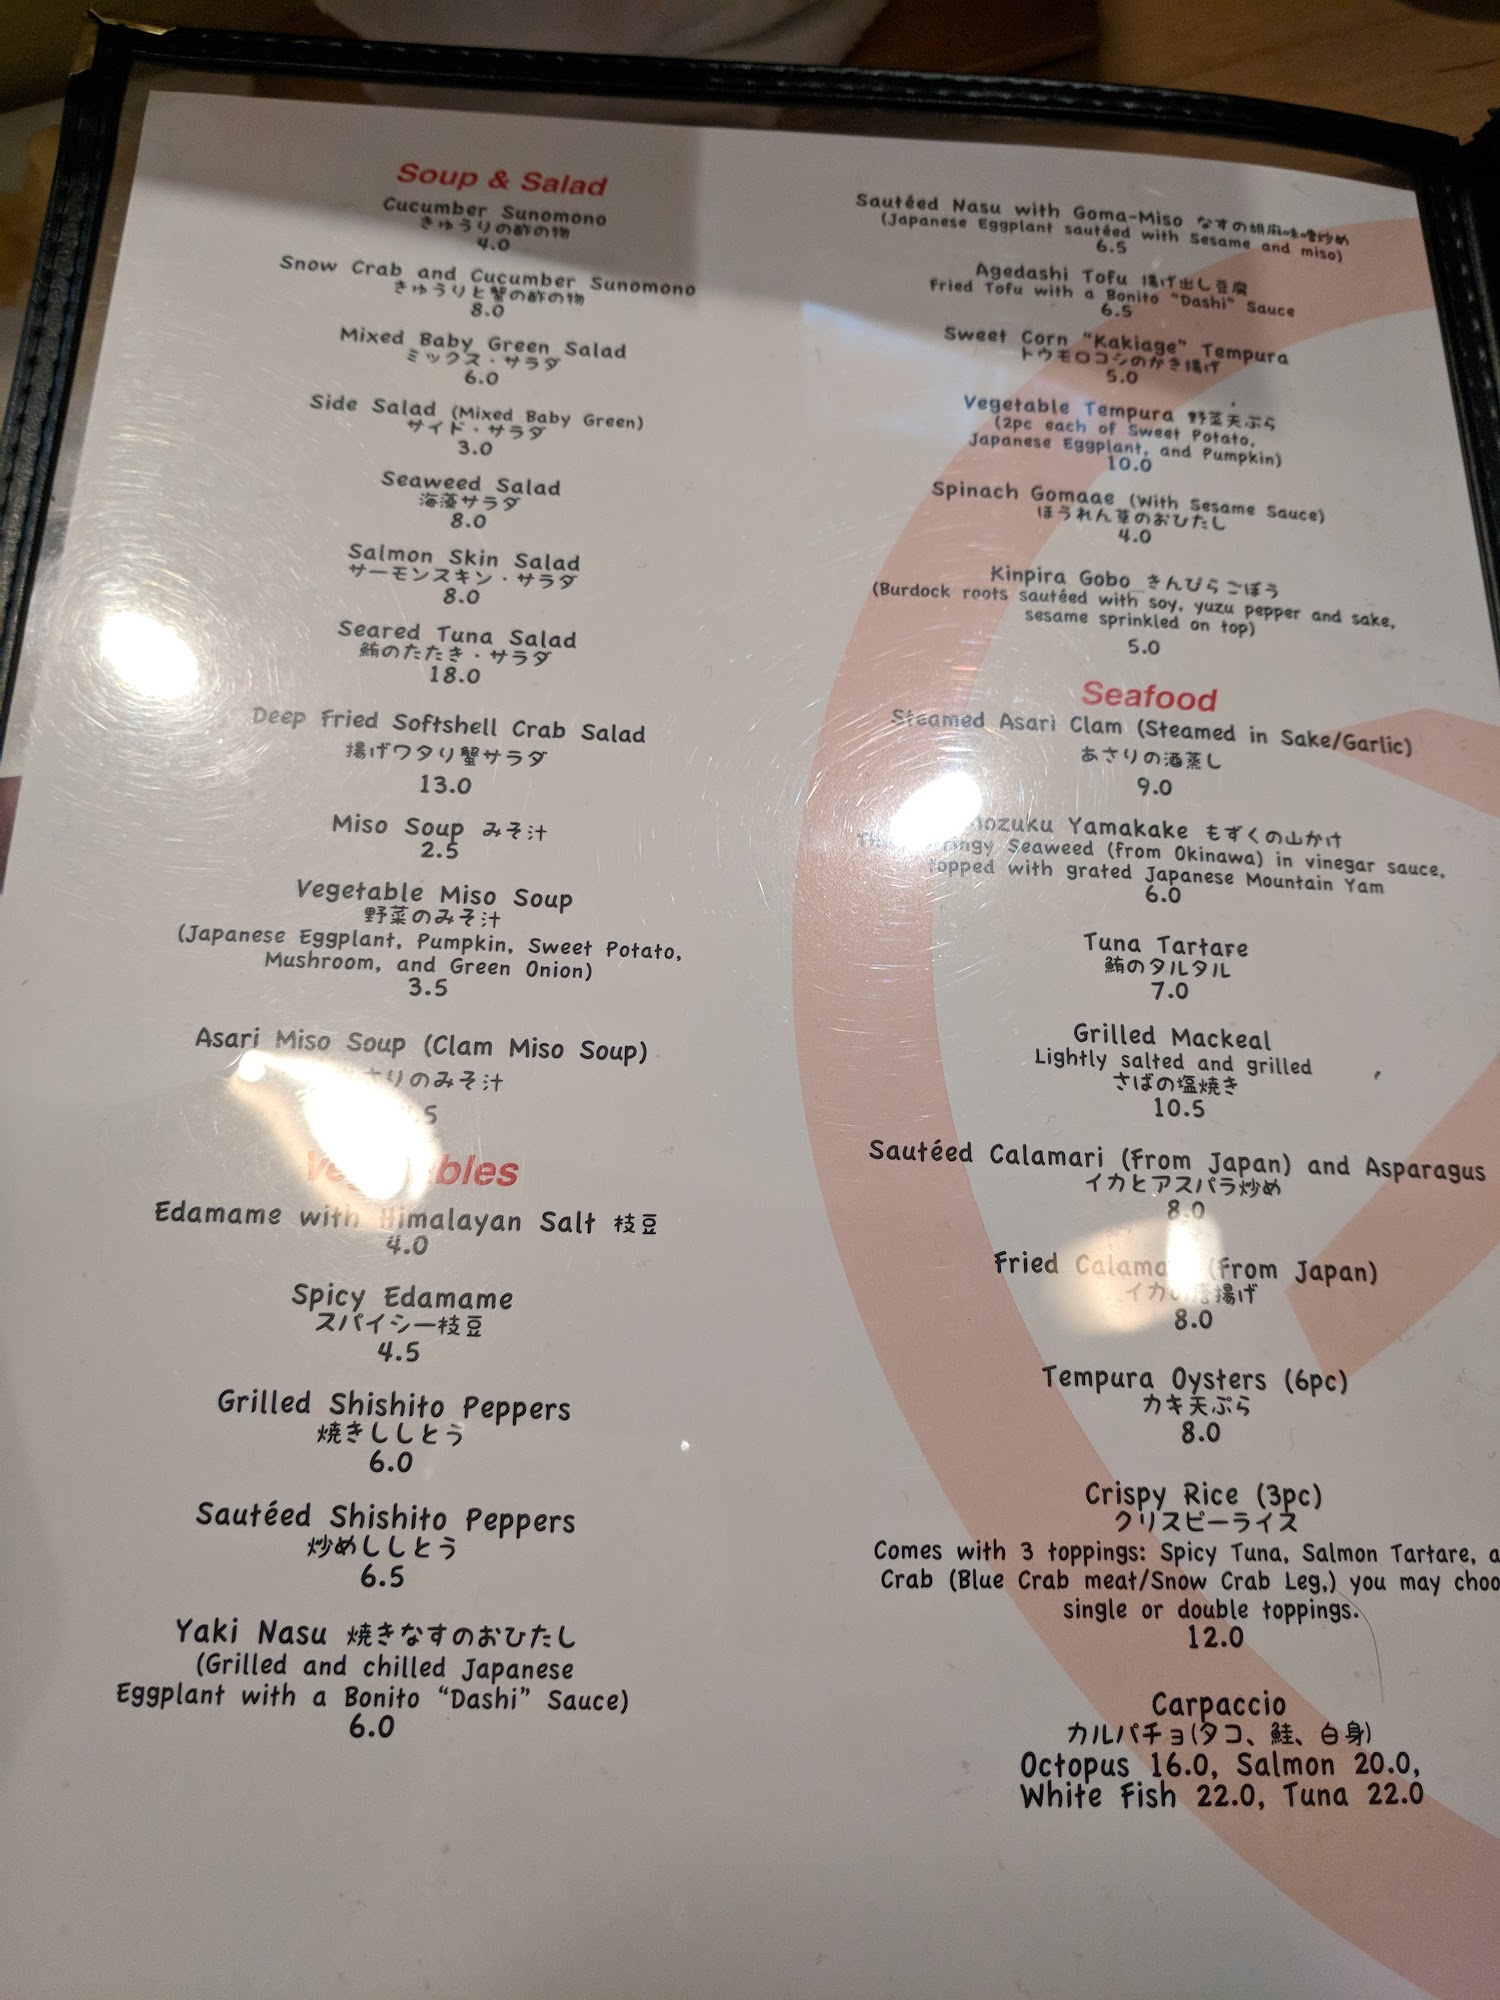 Soup & Salad
Cucumber Sunomono
きゅうりの酢の物
4.0
Snow Crab and Cucumber Sunomono
きゅうりと蟹の酢の物
8.0
Mixed Baby Green Salad
ミックス・サラダ
6.0
Side Salad (Mixed Baby Green)
サイド・サラダ
3.0
Seaweed Salad
海藻サラダ
8.0
Salmon Skin Salad
サーモンスキン・サラダ
8.0
Seared Tuna Salad
鮪のたたき・サラダ
18.0
Deep Fried Softshell Crab Salad
揚げワタり蟹サラダ
13.0
Miso Soup みそ汁
2.5
Vegetable Miso Soup
野菜のみそ汁
(Japanese Eggplant, Pumpkin, Sweet Potato,
Mushroom, and Green Onion)
3.5
Asari Miso Soup (Clam Miso Soup)
さりのみそ汁
Edamame with Himalayan Salt 枝豆
4.0
Spicy Edamame
スパイシー枝豆
4.5
Grilled Shishito Peppers
焼きししとう
6.0
Sautéed Shishito Peppers
炒めししとう
6.5
Yaki Nasu 焼きなすのおひたし
(Grilled and chilled Japanese
Eggplant with a Bonito “Dashi” Sauce)
6.0
Sautéed Nasu with Goma-Miso なすの胡麻味噌炒め
(Japanese Eggplant sautéed with Sesame and miso)
6.5
Agedashi Tofu 揚げ出し豆腐
Fried Tofu with a Bonito “Dashi” Sauce
6.5
Sweet Corn “Kakiage” Tempura
トウモロコシのかき揚げ
5.0
Vegetable Tempura 野菜天ぷら
(2pc each of Sweet Potato,
Japanese Eggplant, and Pumpkin)
10.0
Spinach Gomaae (With Sesame Sauce)
ほうれん草のおひたし
4.0
Kinpira Gobo きんぴらごぼう
(Burdock roots sautéed with soy, yuzu pepper and sake,
sesame sprinkled on top)
5.0
Seafood
Steamed Asari Clam (Steamed in Sake/Garlic)
あさりの酒蒸し
9.0
Yamakake もずくの山かけ
Seaweed (from Okinawa) in vinegar sauce,
topped with grated Japanese Mountain Yam
6.0
Tuna Tartare
鮪のタルタル
7.0
Grilled Mackeal
Lightly salted and grilled
さばの塩焼き
10.5
Sautéed Calamari (From Japan) and Asparagus
イカとアスパラ炒め
8.0
Fried (From Japan)
8.0
Tempura Oysters (6pc)
カキ天ぷら
8.0
Crispy Rice (3pc)
クリスピーライス
Comes with 3 toppings: Spicy Tuna, Salmon Tartare,
Crab (Blue Crab meat/Snow Crab Leg,) you may
single or double toppings.
12.0
Carpaccio
カルパチョ(タコ、鮭、白身)
Octopus 16.0, Salmon 20.0,
White Fish 22.0, Tuna 22.0